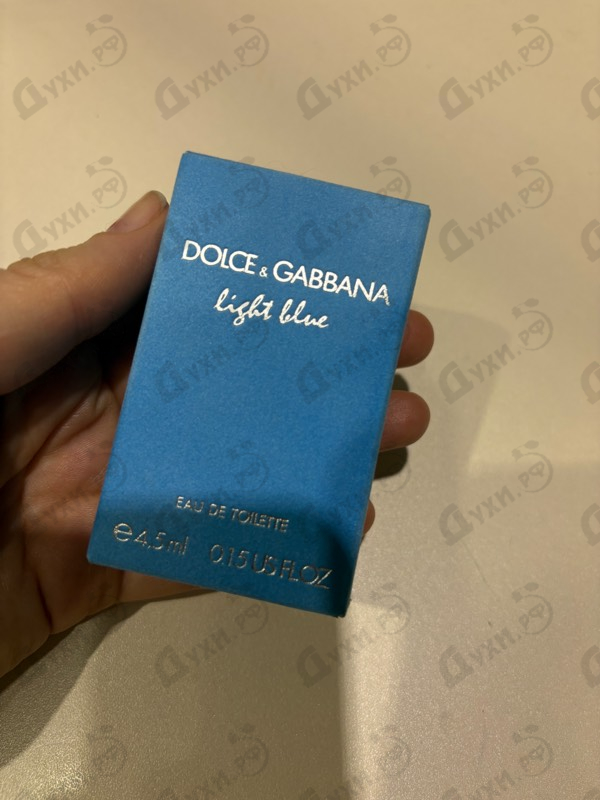 DOLCE & GABBANA
light blue
EAU DE TOILETTE
℮ 4.5 ml 0.15 US FL.OZ
Духи.РФ